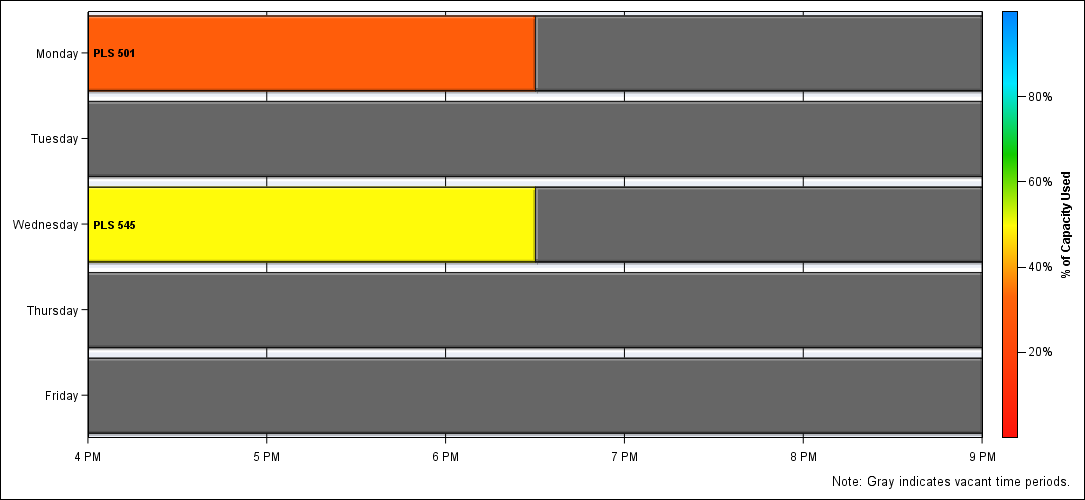 Monday
PLS 501
Tuesday
Wednesday
PLS 545
Thursday
Friday
4 PM
5 PM
6 PM
7 PM
8 PM
9 PM
80%
60%
40%
20%
% of Capacity Used
Note: Gray indicates vacant time periods.